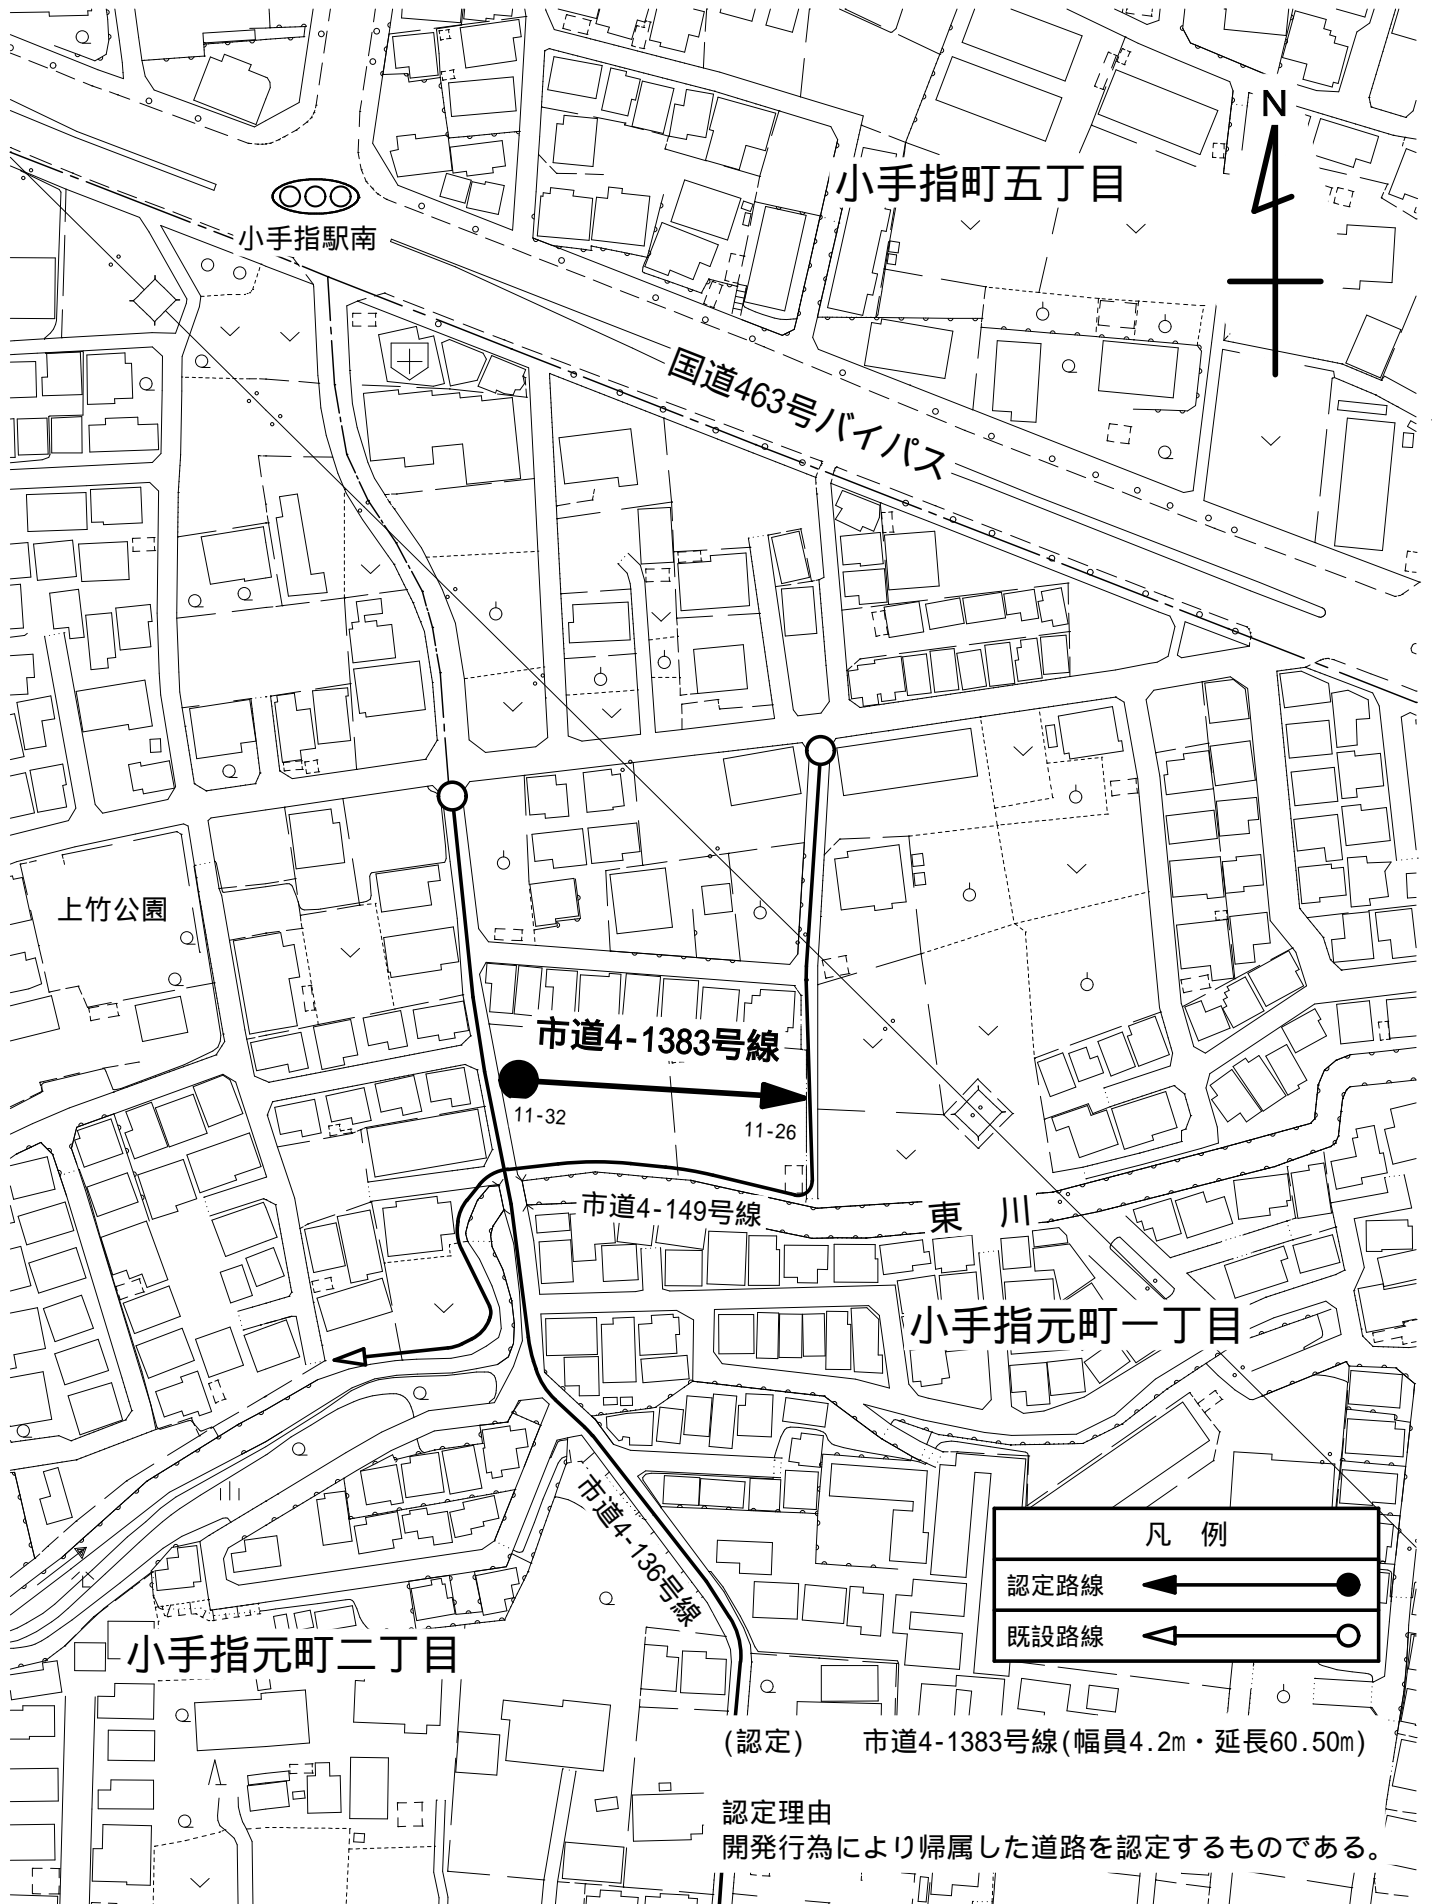 N
小手指町五丁目
小手指駅南
国道463号バイパス
上竹公園
市道4-1383号線
11-32
11-26
市道4-149号線
東 川
小手指元町一丁目
市道4-136号線
凡 例
認定路線
既設路線
小手指元町二丁目
(認定) 市道4-1383号線(幅員4.2m・延長60.50m)
認定理由
開発行為により帰属した道路を認定するものである。